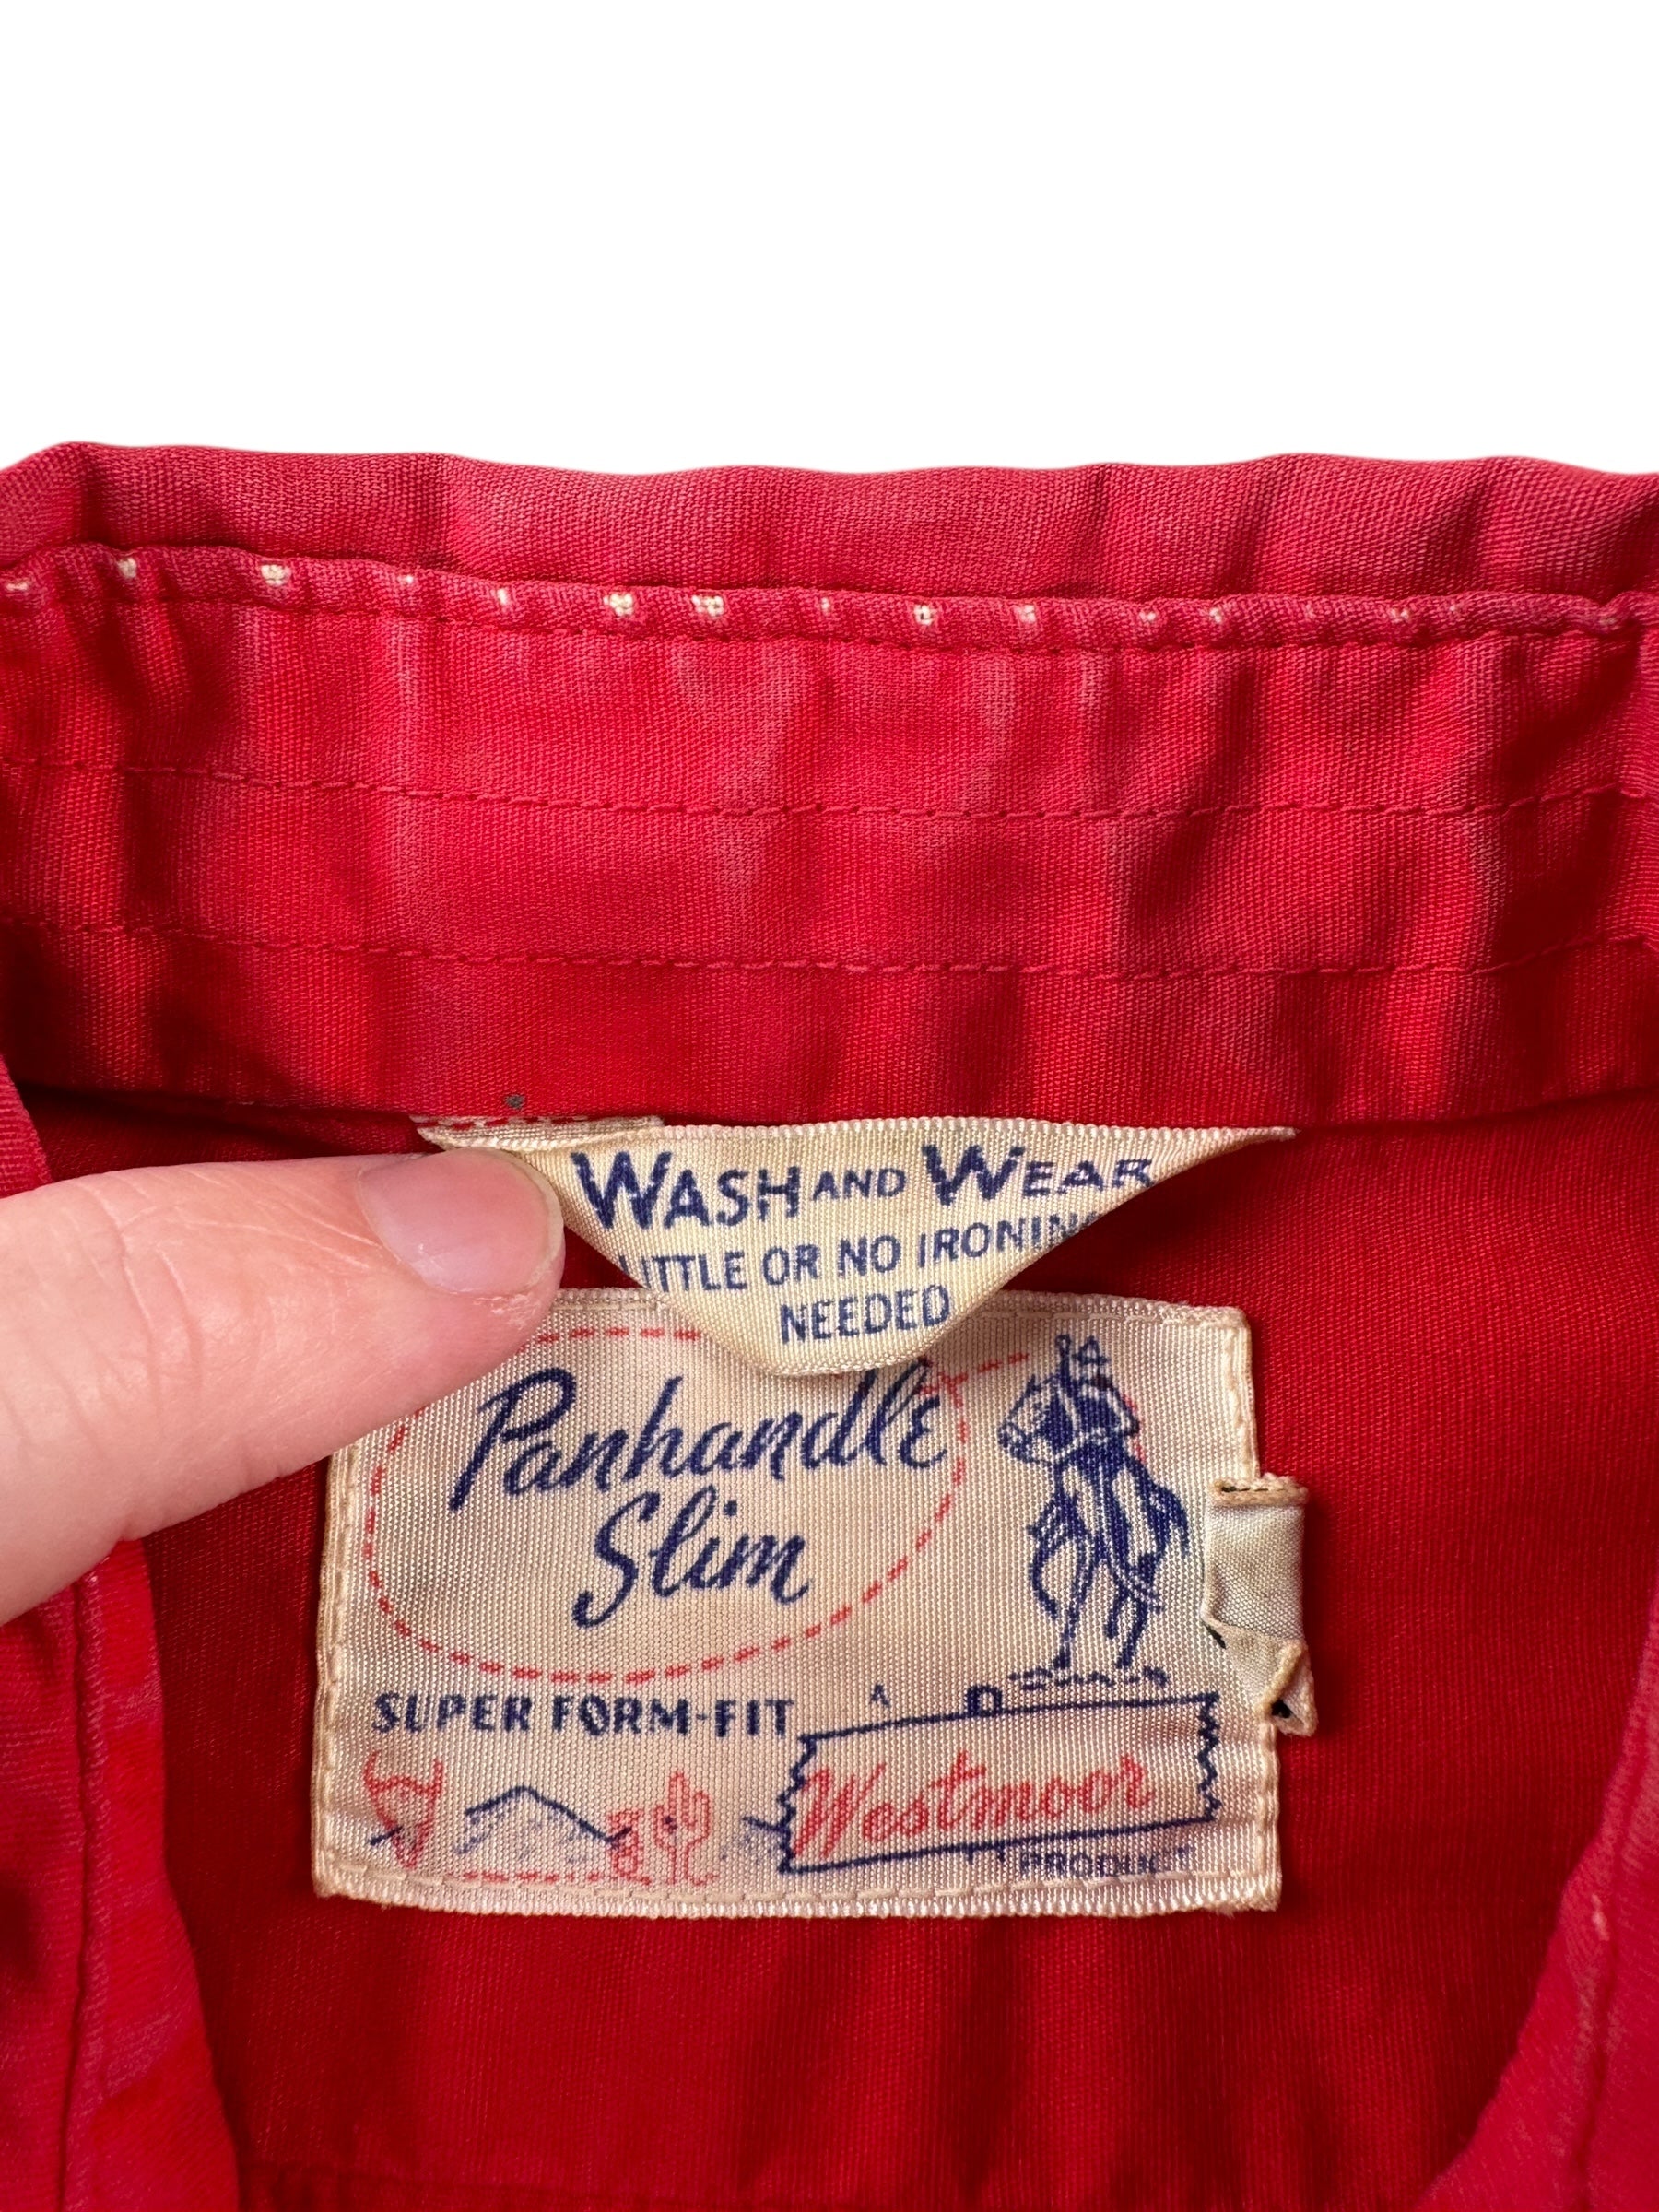 WASH AND WEAR
LITTLE OR NO IRONING
NEEDED
Panhandle
Slim
SUPER FORM-FIT
A
Westmoor
PRODUCT